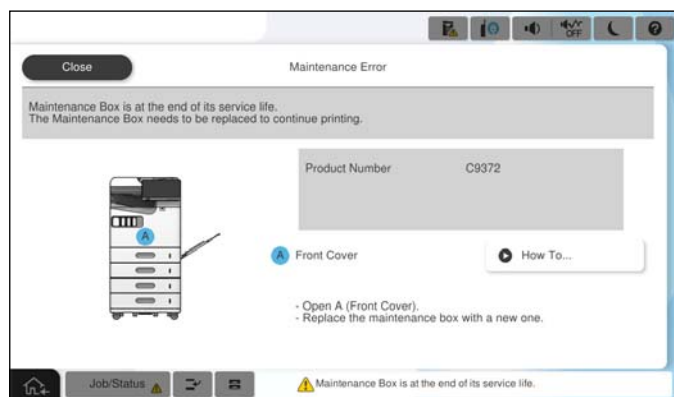 OFF
Close
Maintenance Error
Maintenance Box is at the end of its service life.
The Maintenance Box needs to be replaced to continue printing.
Product Number C9372
A
A Front Cover
How To...
- Open A (Front Cover).
- Replace the maintenance box with a new one.
Job/Status
Maintenance Box is at the end of its service life.